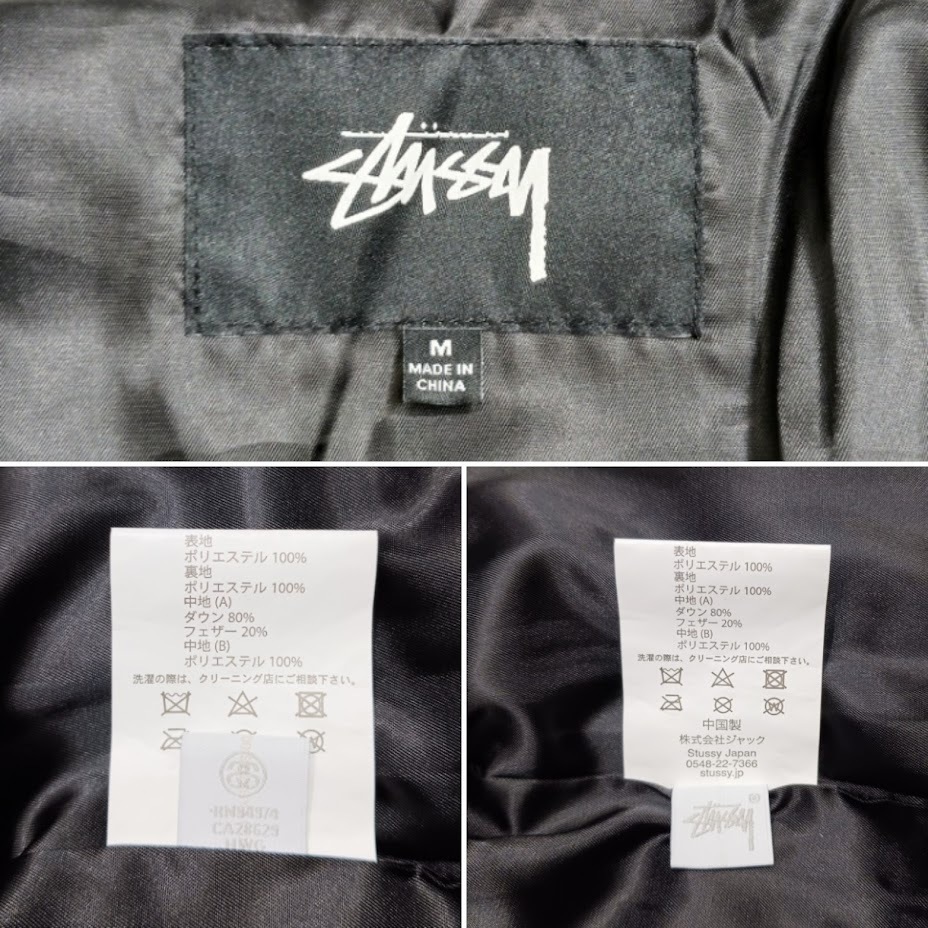 Stüssy
M
MADE IN
CHINA
表地
ポリエステル 100%
裏地
ポリエステル 100%
中地 (A)
ダウン 80%
フェザー 20%
中地 (B)
ポリエステル 100%
洗濯の際は、クリーニング店にご相談下さい。
RN94974
CA28629
HWG
表地
ポリエステル 100%
裏地
ポリエステル 100%
中地 (A)
ダウン 80%
フェザー 20%
中地 (B)
ポリエステル 100%
洗濯の際は、クリーニング店にご相談下さい。
W
中国製
株式会社ジャック
Stussy Japan
0548-22-7366
stussy.jp
Stüssy
®